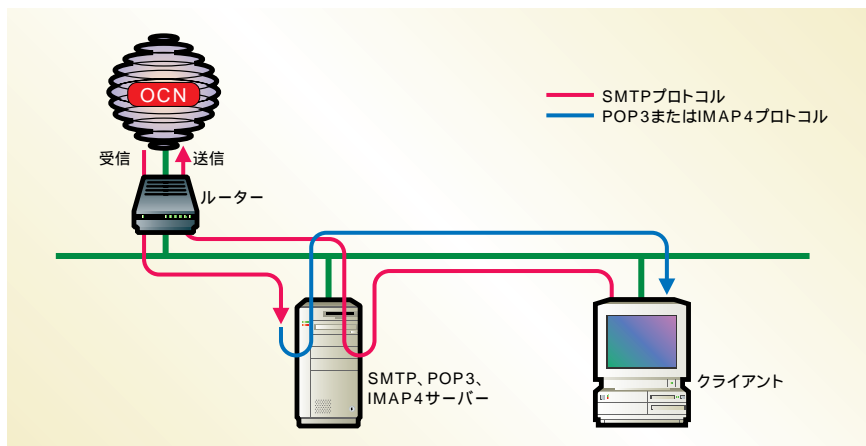 OCN
SMTPプロトコル
POP3またはIMAP4プロトコル
受信
送信
ルーター
SMTP、POP3、
IMAP4サーバー
クライアント